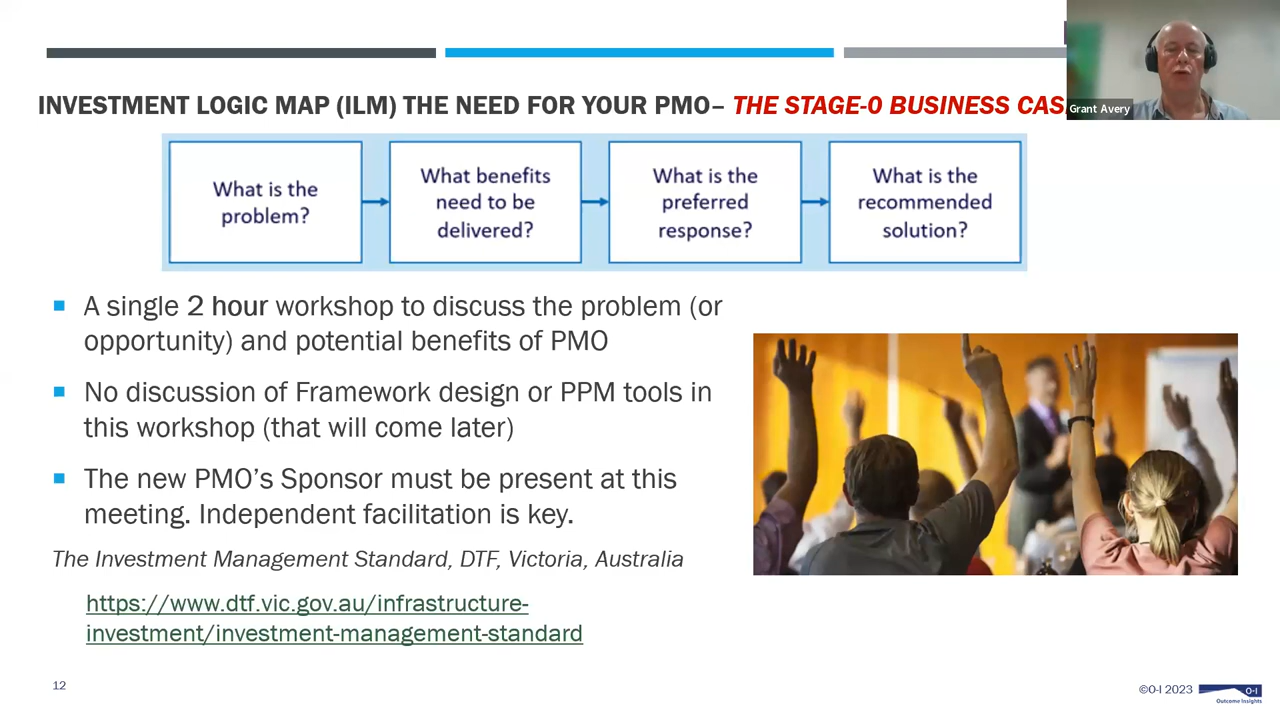 INVESTMENT LOGIC MAP (ILM) THE NEED FOR YOUR PMO– THE STAGE-0 BUSINESS CAS
Grant Avery
What is the
problem?
What benefits
need to be
delivered?
What is the
preferred
response?
What is the
recommended
solution?
A single 2 hour workshop to discuss the problem (or
opportunity) and potential benefits of PMO
No discussion of Framework design or PPM tools in
this workshop (that will come later)
The new PMO’s Sponsor must be present at this
meeting. Independent facilitation is key.
The Investment Management Standard, DTF, Victoria, Australia
https://www.dtf.vic.gov.au/infrastructure-
investment/investment-management-standard
12
©O-I 2023
O-I
Outcome Insights